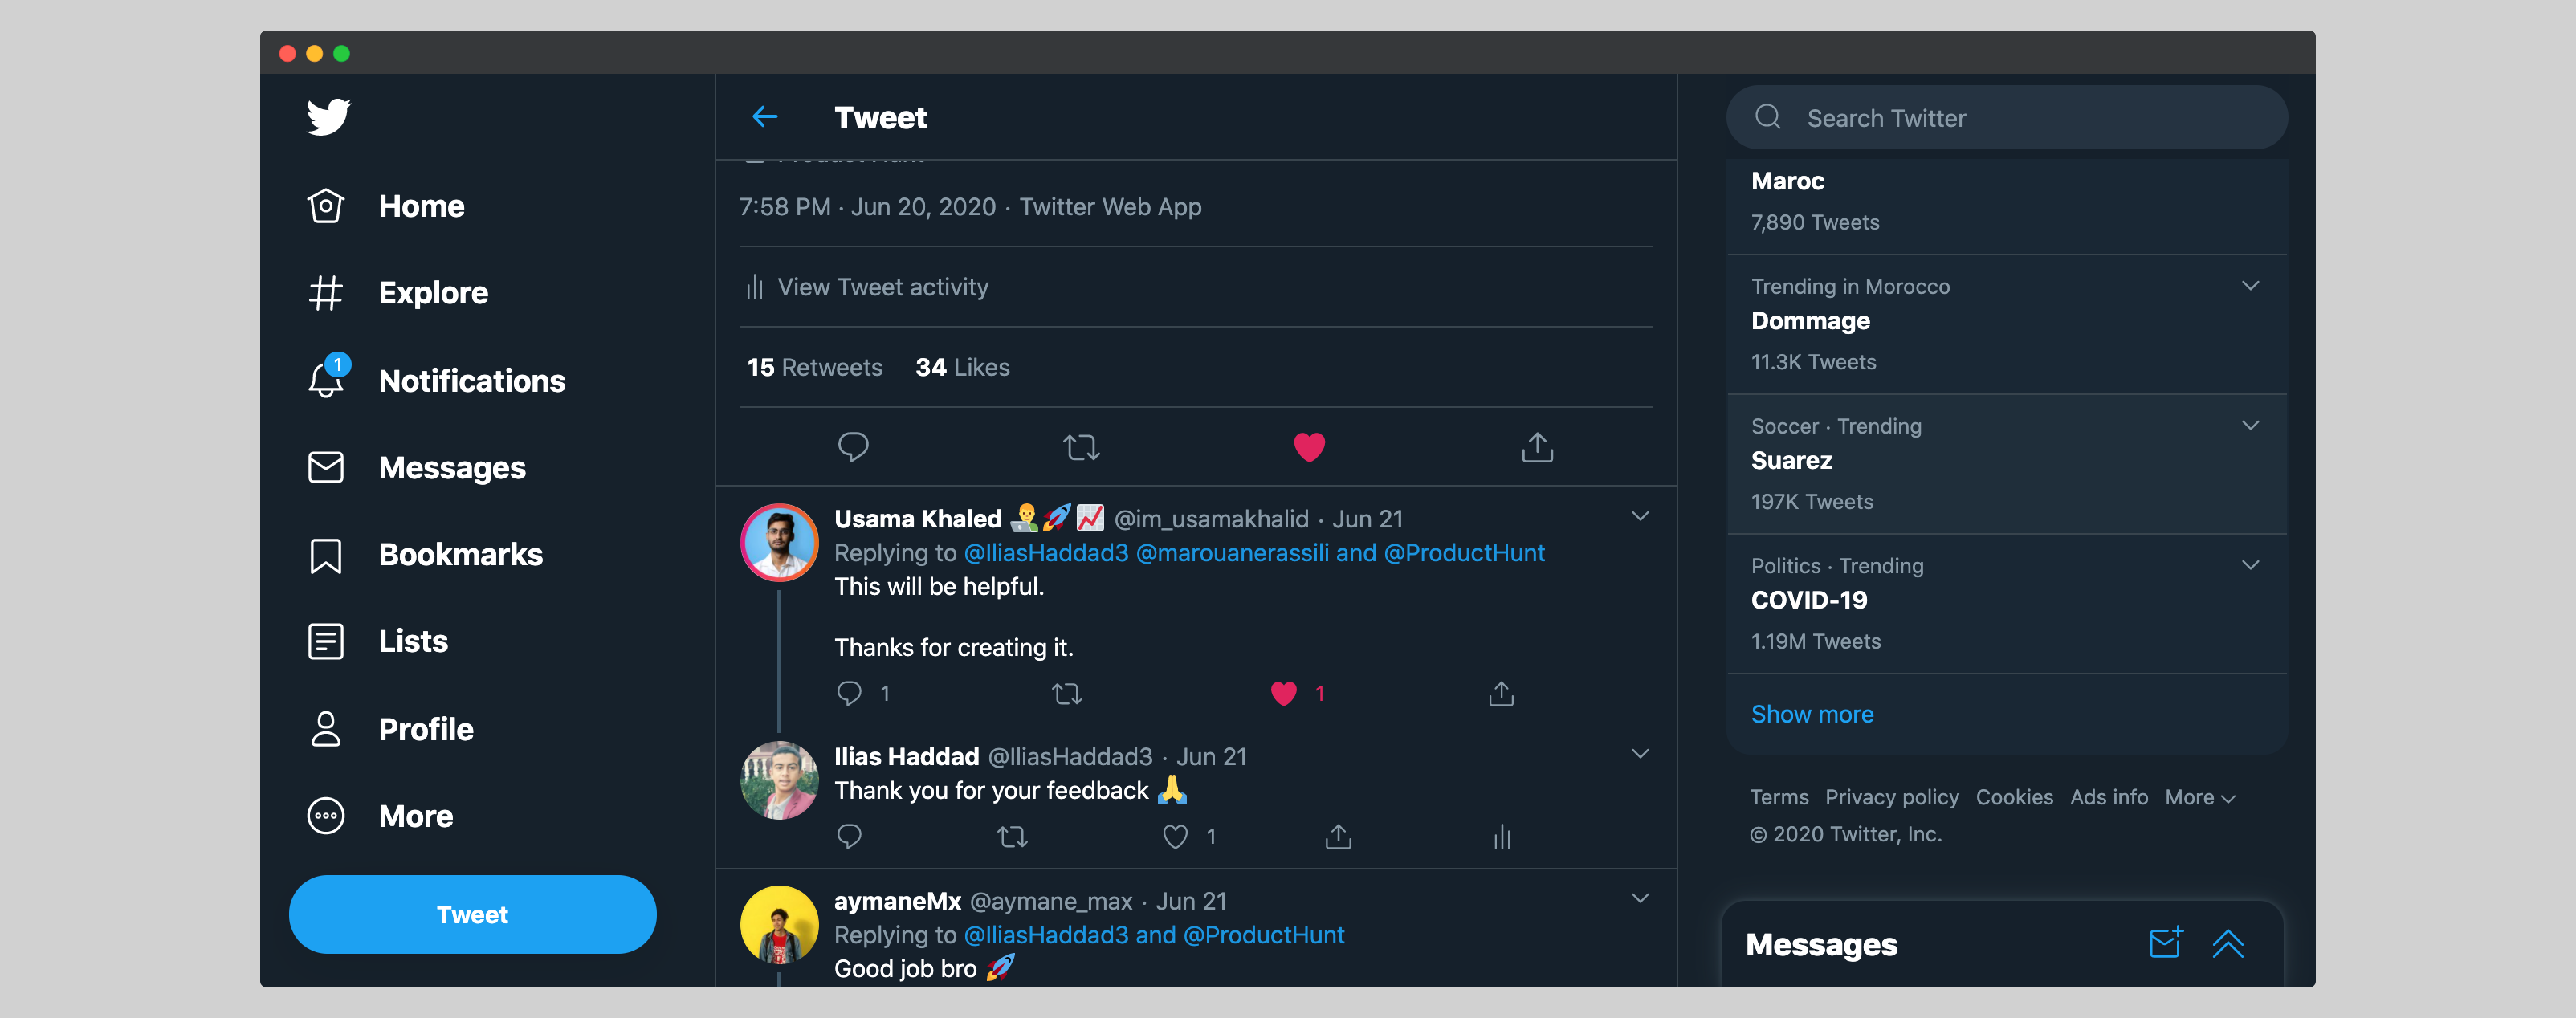 Home
Explore
1
Notifications
Messages
Bookmarks
Lists
Profile
More
Tweet
Tweet
Product Hunt
7:58 PM · Jun 20, 2020 · Twitter Web App
View Tweet activity
15 Retweets 34 Likes
Usama Khaled 👨‍💻🚀📈 @im_usamakhalid · Jun 21
Replying to @IliasHaddad3 @marouanerassili and @ProductHunt
This will be helpful.
Thanks for creating it.
1 1
Ilias Haddad @IliasHaddad3 · Jun 21
Thank you for your feedback 🙏
1
aymaneMx @aymane_max · Jun 21
Replying to @IliasHaddad3 and @ProductHunt
Good job bro 🚀
Search Twitter
Maroc
7,890 Tweets
Trending in Morocco
Dommage
11.3K Tweets
Soccer · Trending
Suarez
197K Tweets
Politics · Trending
COVID-19
1.19M Tweets
Show more
Terms Privacy policy Cookies Ads info More
© 2020 Twitter, Inc.
Messages